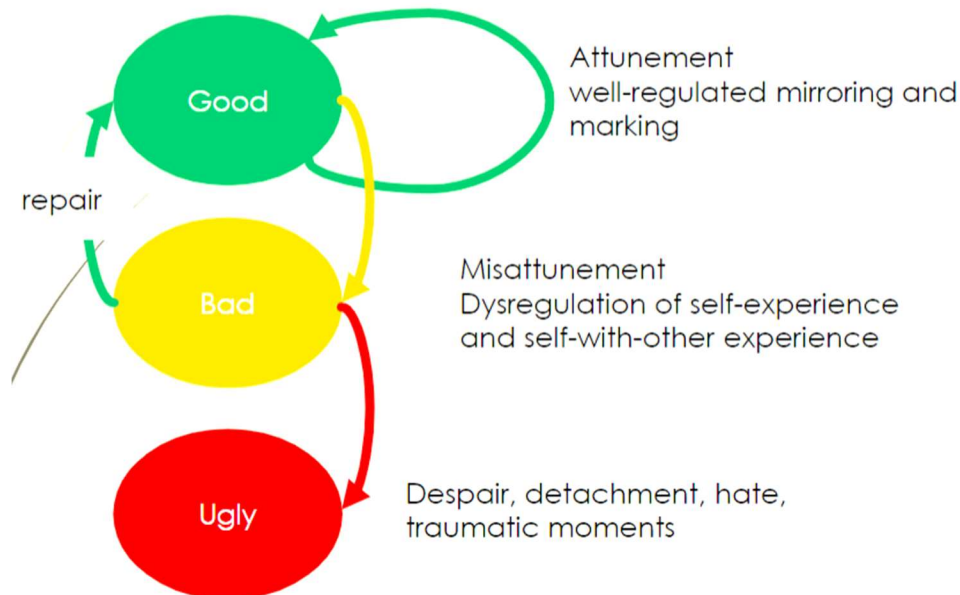 Good
Attunement
well-regulated mirroring and
marking
repair
Bad
Misattunement
Dysregulation of self-experience
and self-with-other experience
Ugly
Despair, detachment, hate,
traumatic moments